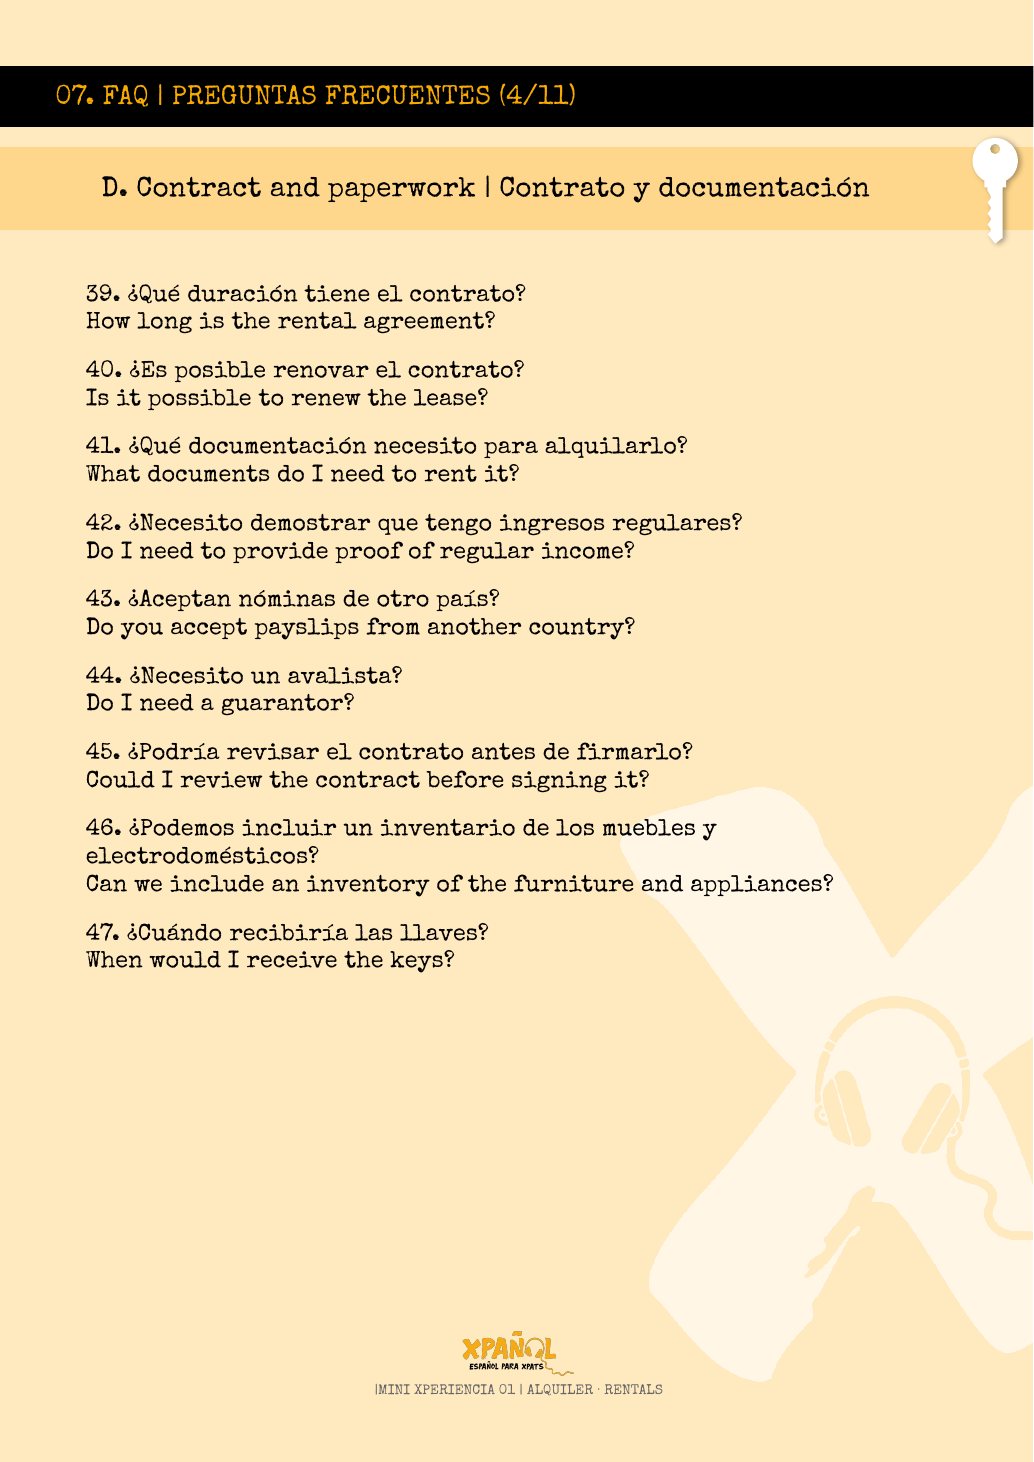 07. FAQ | PREGUNTAS FRECUENTES (4/11)
D. Contract and paperwork | Contrato y documentación
39. ¿Qué duración tiene el contrato?
How long is the rental agreement?
40. ¿Es posible renovar el contrato?
Is it possible to renew the lease?
41. ¿Qué documentación necesito para alquilarlo?
What documents do I need to rent it?
42. ¿Necesito demostrar que tengo ingresos regulares?
Do I need to provide proof of regular income?
43. ¿Aceptan nóminas de otro país?
Do you accept payslips from another country?
44. ¿Necesito un avalista?
Do I need a guarantor?
45. ¿Podría revisar el contrato antes de firmarlo?
Could I review the contract before signing it?
46. ¿Podemos incluir un inventario de los muebles y
electrodomésticos?
Can we include an inventory of the furniture and appliances?
47. ¿Cuándo recibiría las llaves?
When would I receive the keys?
XPAÑOL
ESPAÑOL PARA XPATS
|MINI XPERIENCIA 01 | ALQUILER · RENTALS